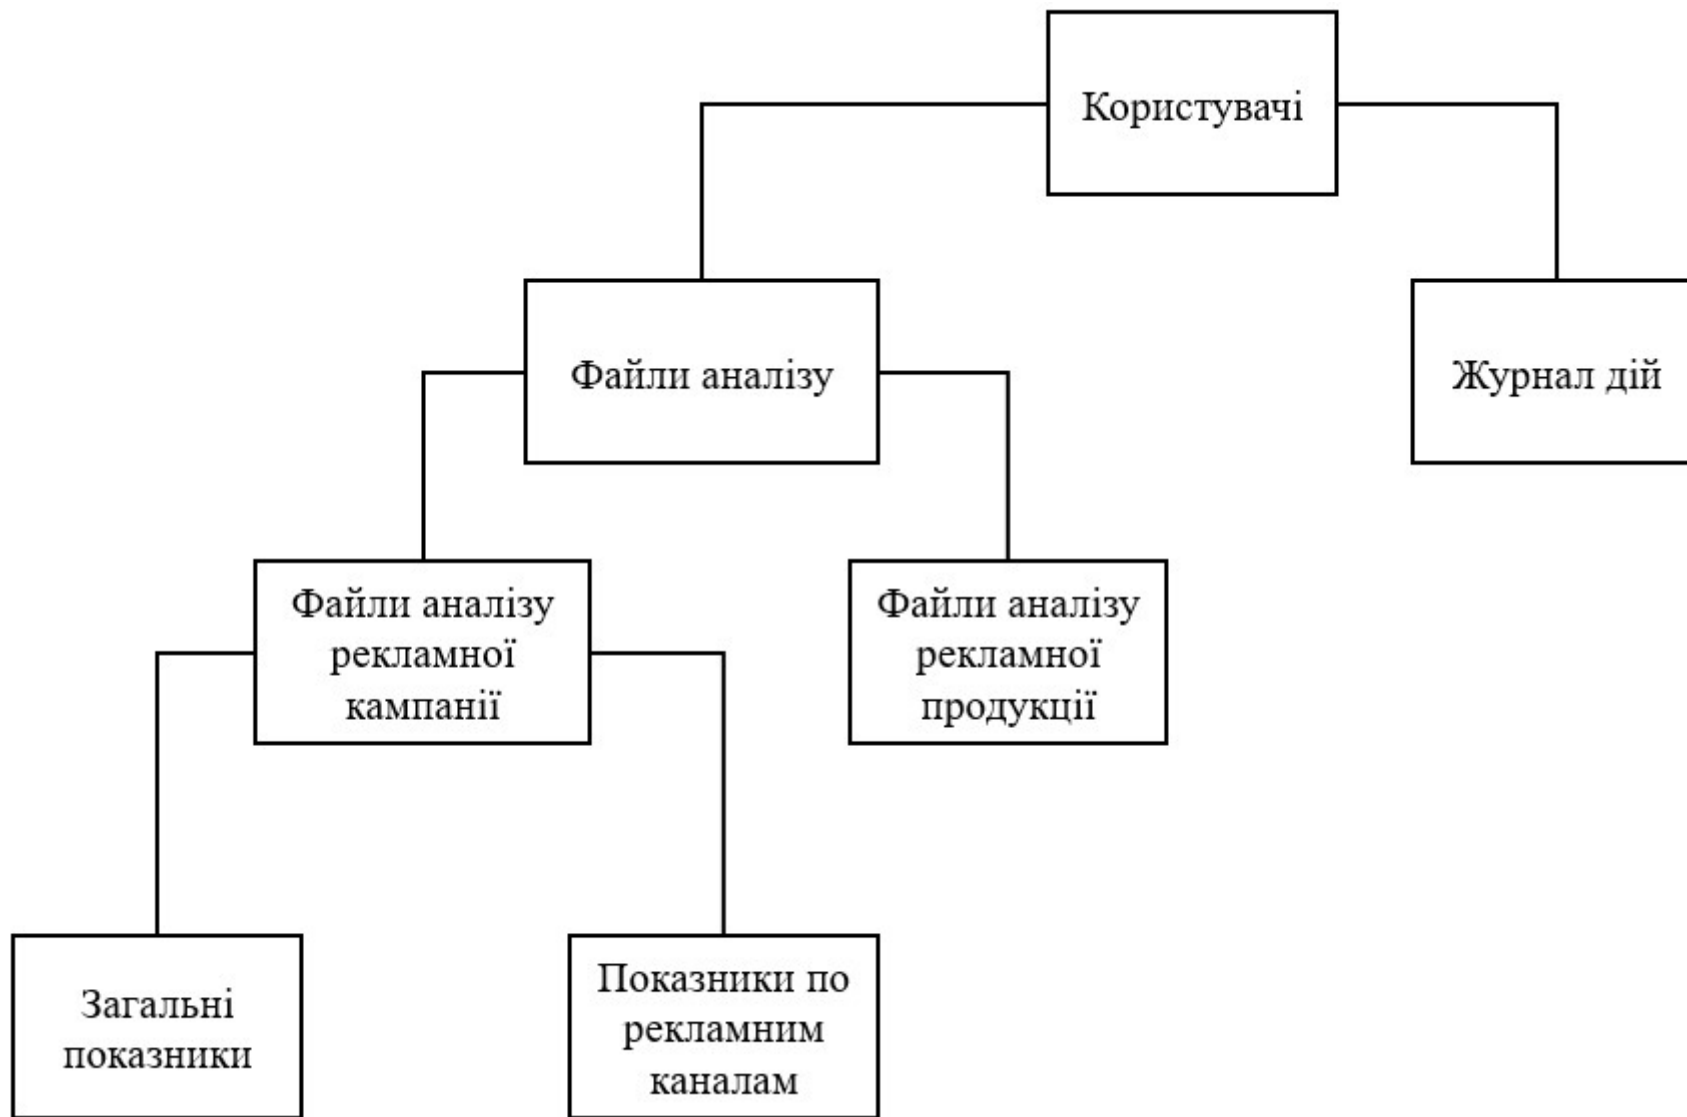 Користувачі
Файли аналізу
Журнал дій
Файли аналізу
рекламної
кампанії
Файли аналізу
рекламної
продукції
Загальні
показники
Показники по
рекламним
каналам